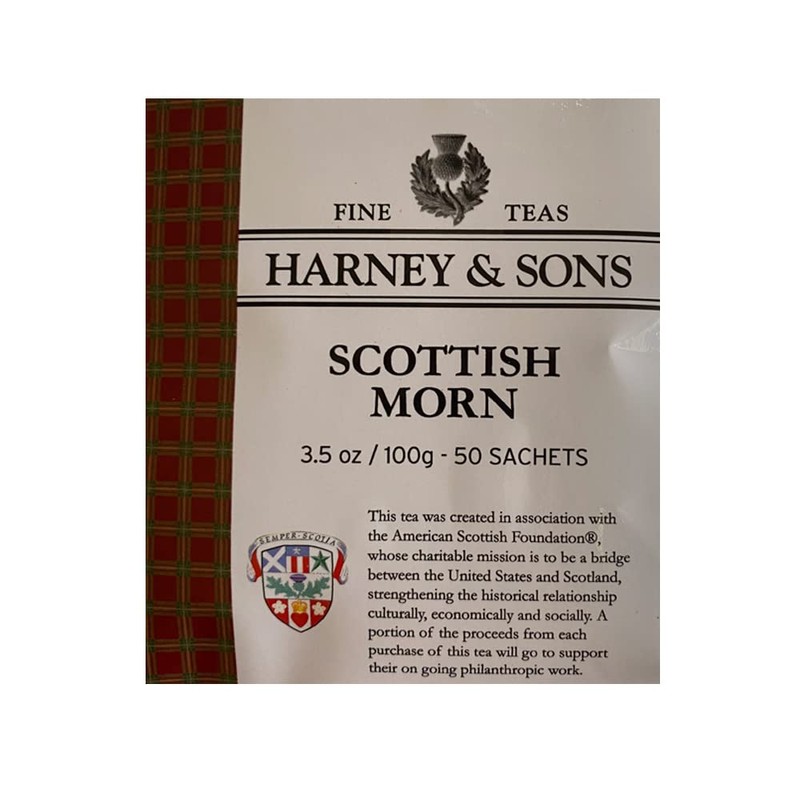 FINE TEAS
HARNEY & SONS
SCOTTISH
MORN
3.5 oz / 100g - 50 SACHETS
SEMPER-SCOTIA
This tea was created in association with
the American Scottish Foundation®,
whose charitable mission is to be a bridge
between the United States and Scotland,
strengthening the historical relationship
culturally, economically and socially. A
portion of the proceeds from each
purchase of this tea will go to support
their on going philanthropic work.